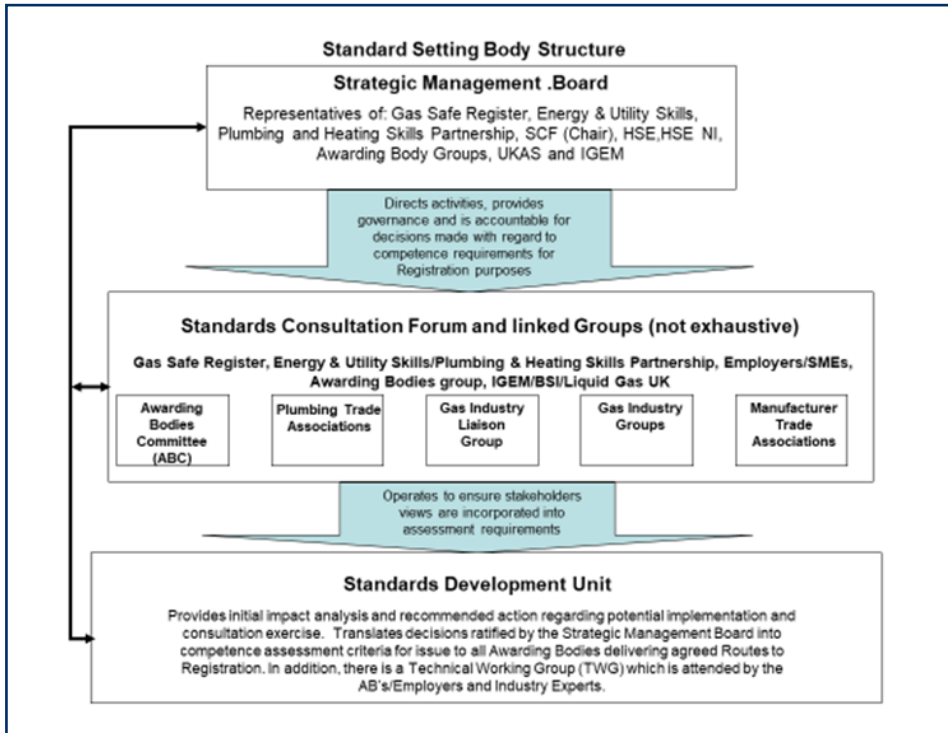 Standard Setting Body Structure
Strategic Management .Board
Representatives of: Gas Safe Register, Energy & Utility Skills,
Plumbing and Heating Skills Partnership, SCF (Chair), HSE,HSE NI,
Awarding Body Groups, UKAS and IGEM
Directs activities, provides
governance and is accountable for
decisions made with regard to
competence requirements for
Registration purposes
Standards Consultation Forum and linked Groups (not exhaustive)
Gas Safe Register, Energy & Utility Skills/Plumbing & Heating Skills Partnership, Employers/SMEs,
Awarding Bodies group, IGEM/BSI/Liquid Gas UK
Awarding
Bodies
Committee
(ABC)
Plumbing Trade
Associations
Gas Industry
Liaison
Group
Gas Industry
Groups
Manufacturer
Trade
Associations
Operates to ensure stakeholders
views are incorporated into
assessment requirements
Standards Development Unit
Provides initial impact analysis and recommended action regarding potential implementation and
consultation exercise. Translates decisions ratified by the Strategic Management Board into
competence assessment criteria for issue to all Awarding Bodies delivering agreed Routes to
Registration. In addition, there is a Technical Working Group (TWG) which is attended by the
AB's/Employers and Industry Experts.